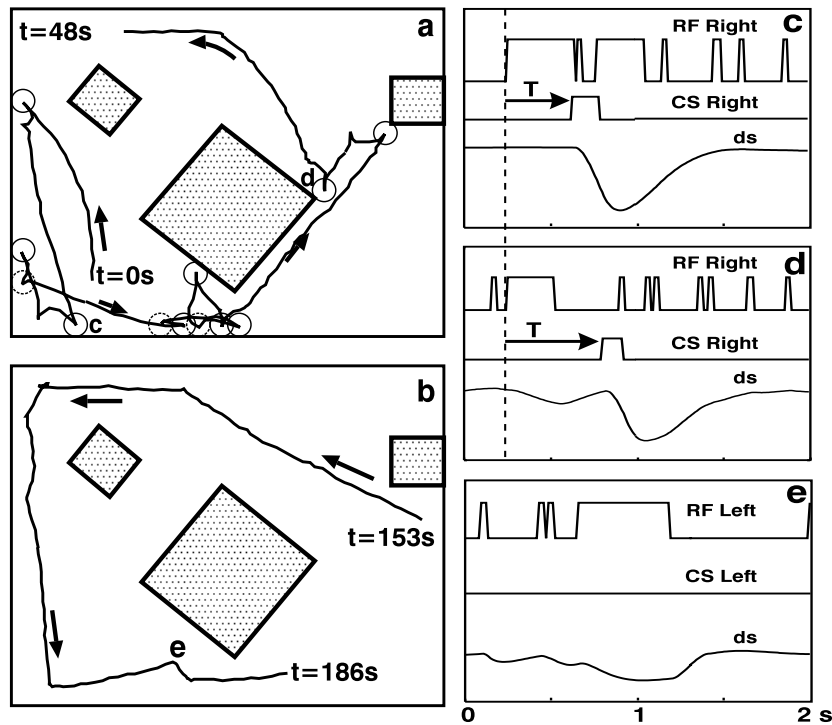 t=48s
a
d
t=0s
c
b
t=153s
e
t=186s
c
RF Right
T
CS Right
ds
RF Right
d
T
CS Right
ds
e
RF Left
CS Left
ds
0 1 2 s